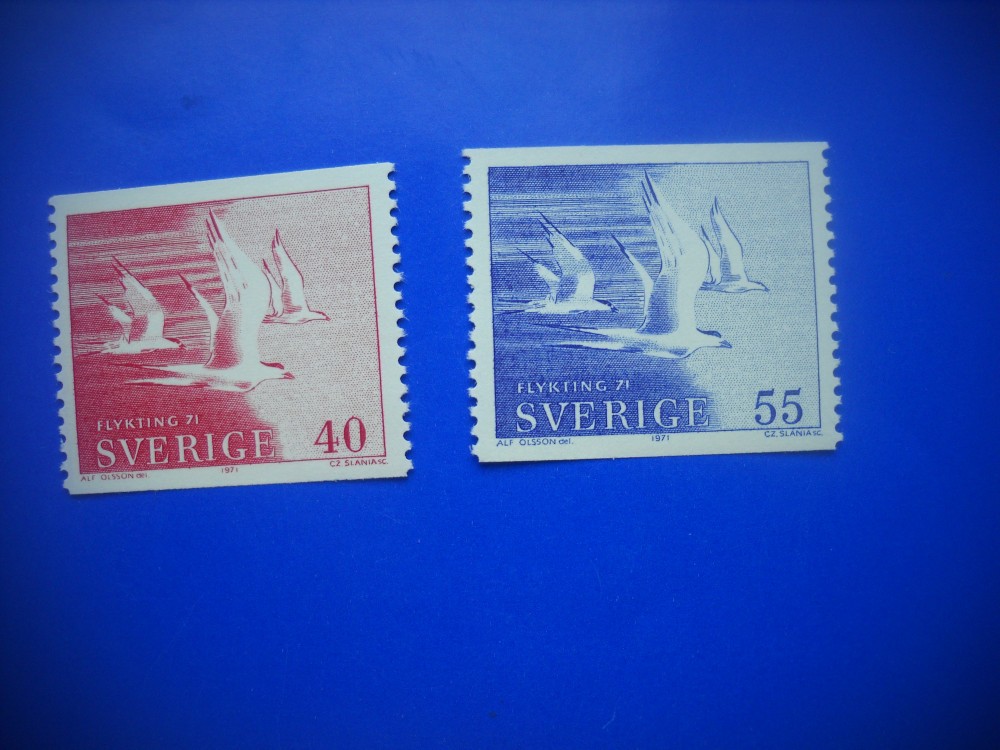 FLYKTING 71
SVERIGE 40
ALF OLSSON del. 1971 CZ. SLANIA SC.
FLYKTING 71
SVERIGE 55
ALF OLSSON del. 1971 CZ. SLANIA SC.